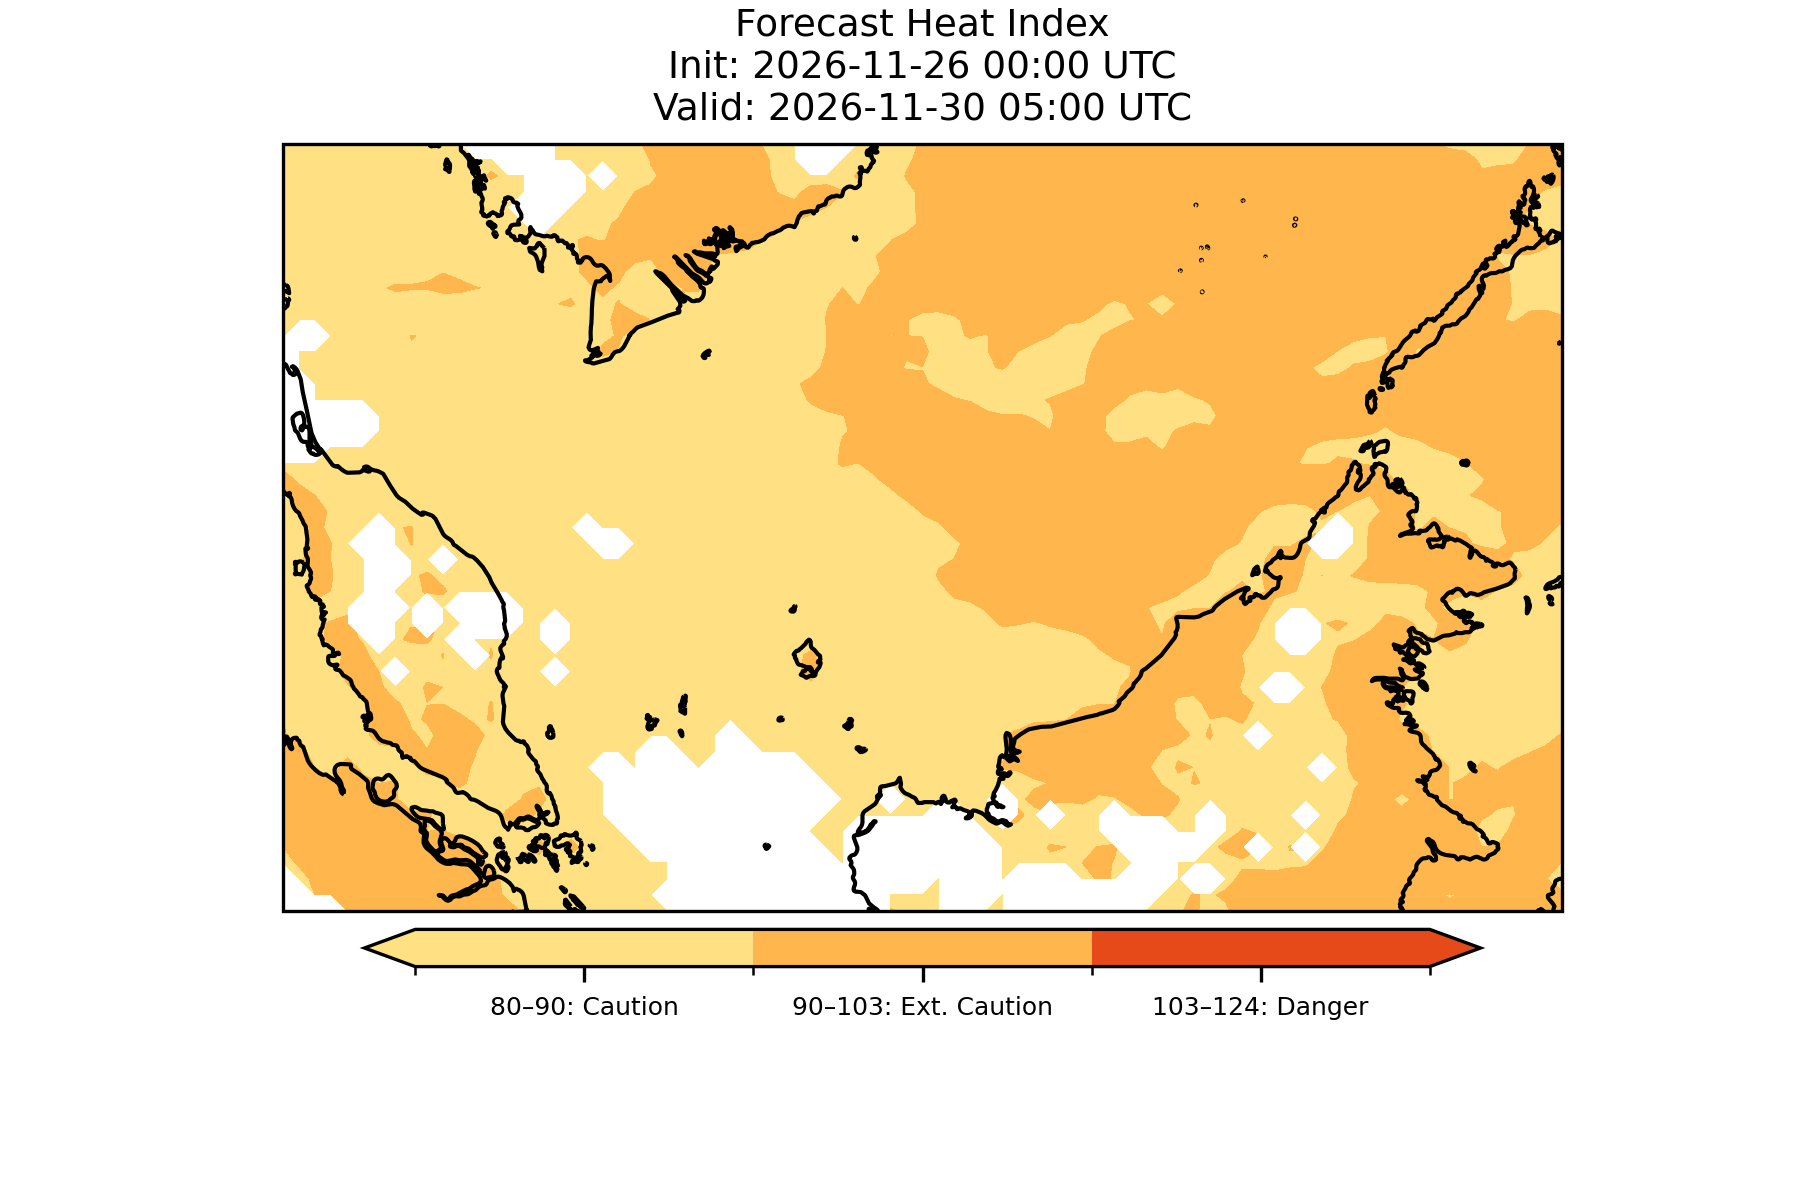 Forecast Heat Index
Init: 2026-11-26 00:00 UTC
Valid: 2026-11-30 05:00 UTC
80–90: Caution
90–103: Ext. Caution
103–124: Danger